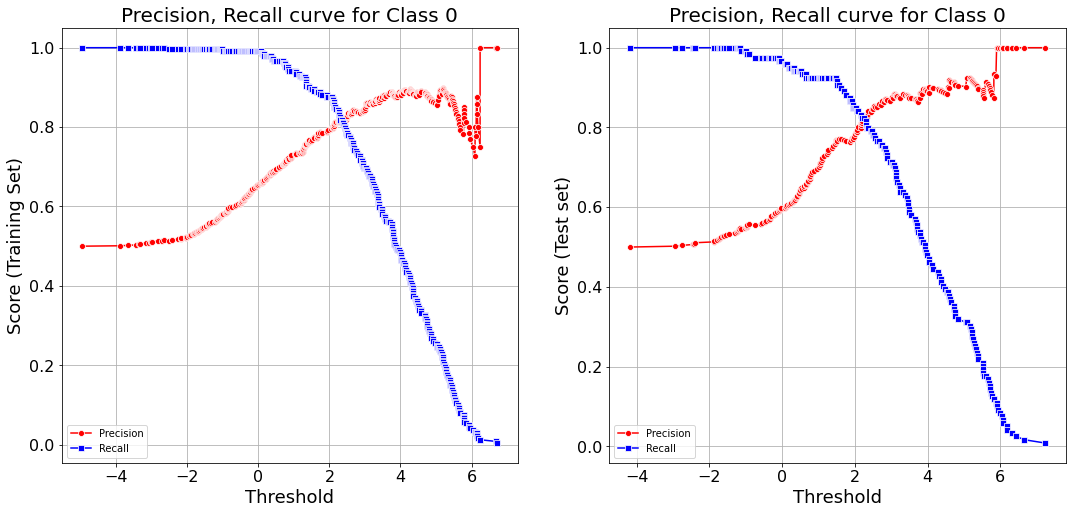 Precision, Recall curve for Class 0
Score (Training Set)
1.0
0.8
0.6
0.4
0.2
0.0
Precision
Recall
−4 −2 0 2 4 6
Threshold
Precision, Recall curve for Class 0
Score (Test set)
1.0
0.8
0.6
0.4
0.2
0.0
Precision
Recall
−4 −2 0 2 4 6
Threshold